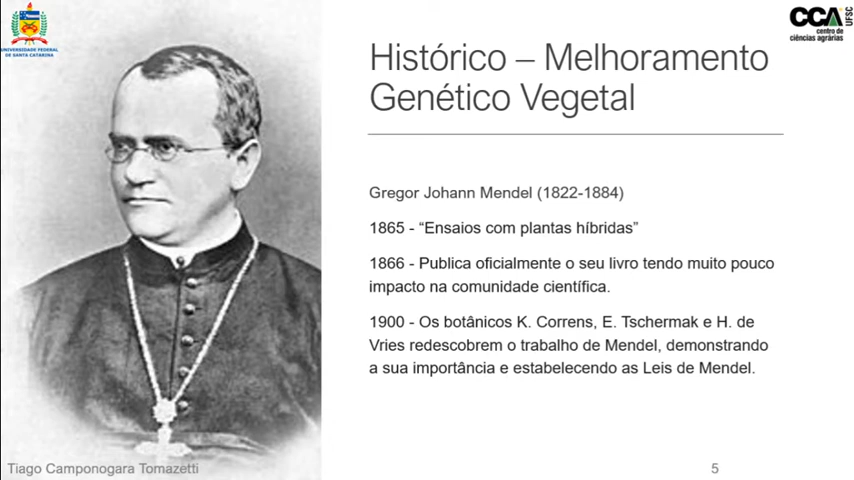 UNIVERSIDADE FEDERAL
DE SANTA CATARINA
CCA
UFSC
centro de
ciências agrárias
Histórico – Melhoramento
Genético Vegetal
Gregor Johann Mendel (1822-1884)
1865 - “Ensaios com plantas híbridas”
1866 - Publica oficialmente o seu livro tendo muito pouco
impacto na comunidade científica.
1900 - Os botânicos K. Correns, E. Tschermak e H. de
Vries redescobrem o trabalho de Mendel, demonstrando
a sua importância e estabelecendo as Leis de Mendel.
Tiago Camponogara Tomazetti
5